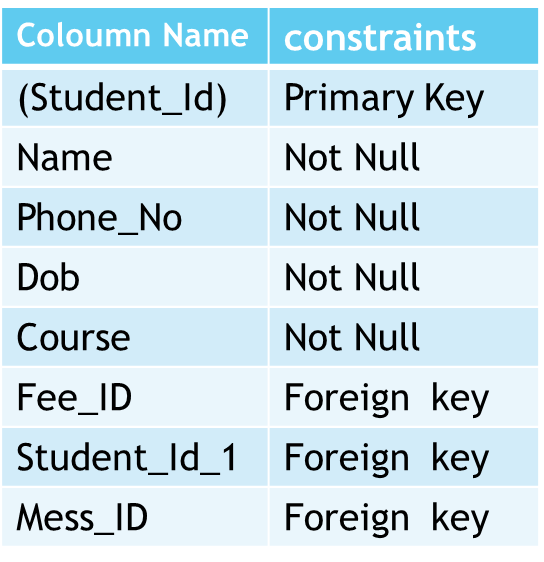 Coloumn Name constraints
(Student_Id) Primary Key
Name Not Null
Phone_No Not Null
Dob Not Null
Course Not Null
Fee_ID Foreign key
Student_Id_1 Foreign key
Mess_ID Foreign key